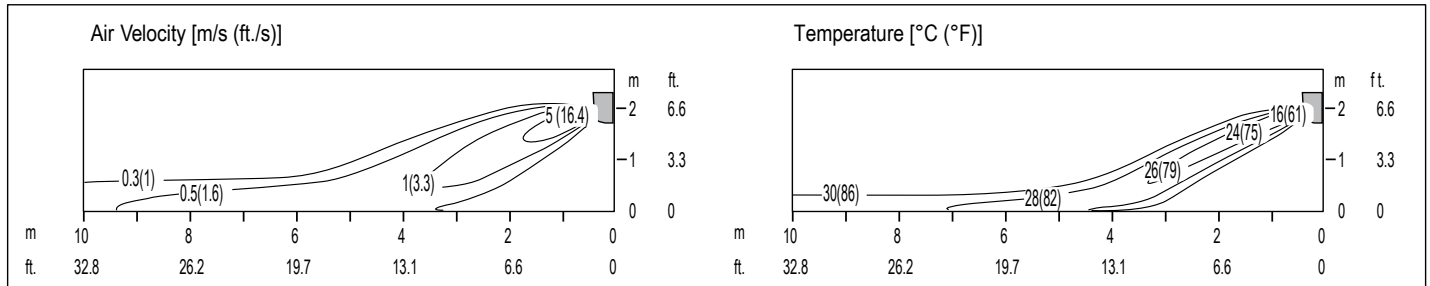 Air Velocity [m/s (ft./s)]
m ft.
5 (16.4)
2 6.6
1 3.3
0.3(1)
1(3.3)
0.5(1.6)
0 0
m 10 8 6 4 2 0
ft. 32.8 26.2 19.7 13.1 6.6 0
Temperature [°C (°F)]
m ft.
16(61)
2 6.6
24(75)
1 3.3
26(79)
30(86)
28(82)
0 0
m 10 8 6 4 2 0
ft. 32.8 26.2 19.7 13.1 6.6 0